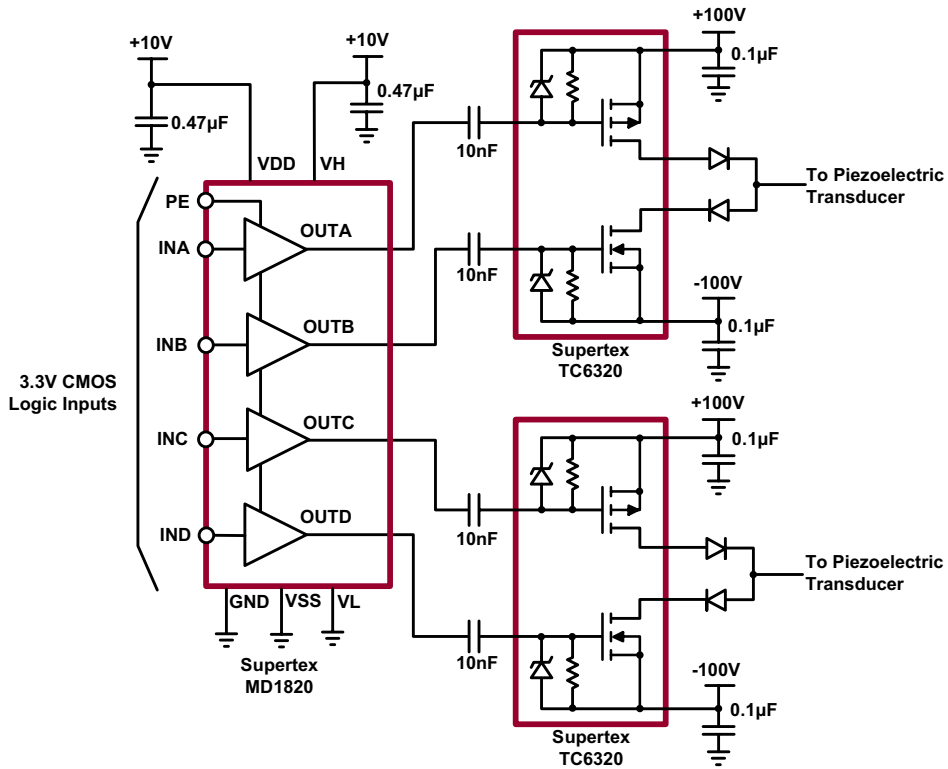 +10V
+10V
+100V
0.1µF
0.47µF
0.47µF
10nF
VDD
VH
To Piezoelectric
Transducer
PE
OUTA
INA
10nF
-100V
0.1µF
OUTB
INB
Supertex
TC6320
3.3V CMOS
Logic Inputs
+100V
0.1µF
OUTC
INC
10nF
OUTD
IND
To Piezoelectric
Transducer
GND
VSS
VL
10nF
Supertex
MD1820
-100V
0.1µF
Supertex
TC6320